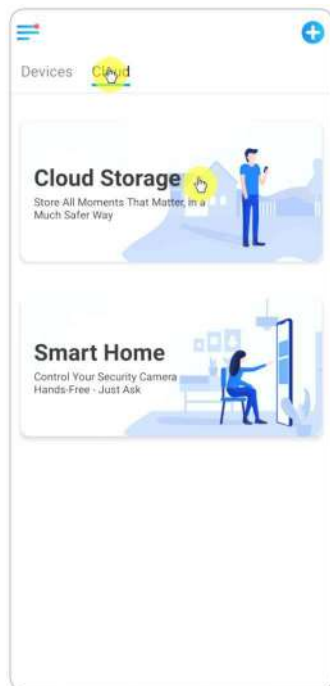 Devices Cloud
Cloud Storage
Store All Moments That Matter, in a
Much Safer Way
Smart Home
Control Your Security Camera
Hands-Free - Just Ask